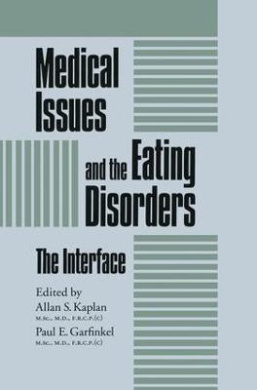 Medical
Issues
and the Eating
Disorders
The Interface
Edited by
Allan S. Kaplan
M.Sc., M.D., F.R.C.P.(C)
Paul E. Garfinkel
M.Sc., M.D., F.R.C.P.(C)